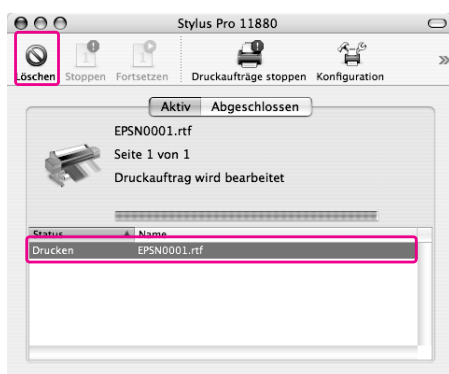 Stylus Pro 11880
Löschen Stoppen Fortsetzen Druckaufträge stoppen Konfiguration
Aktiv Abgeschlossen
EPSN0001.rtf
Seite 1 von 1
Druckauftrag wird bearbeitet
Status Name
Drucken EPSN0001.rtf